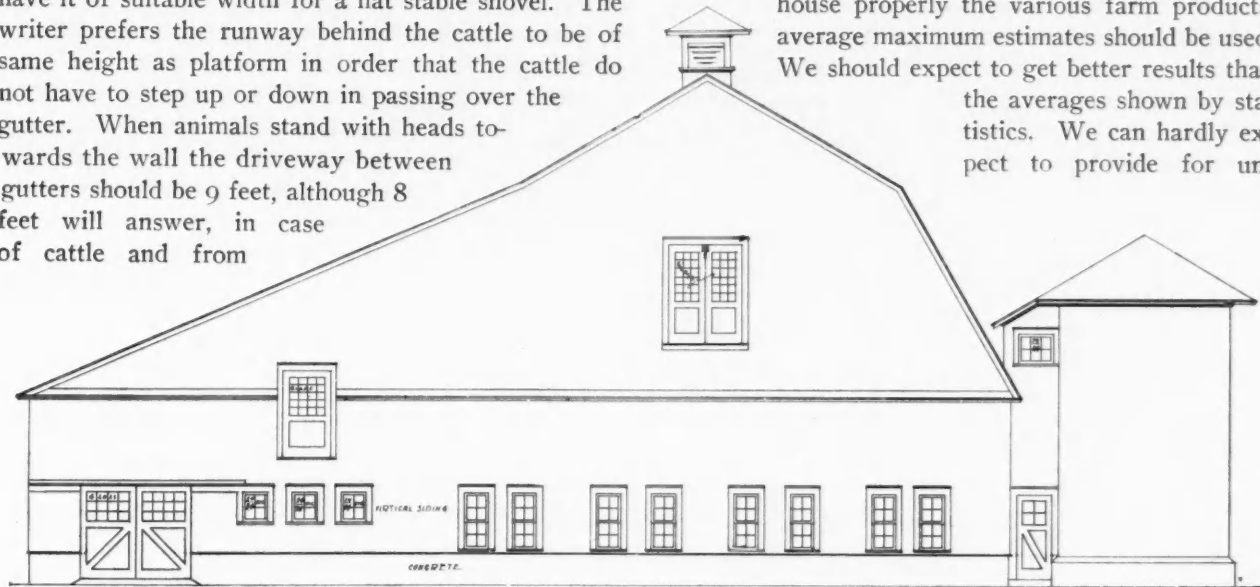 have it of suitable width for a flat stable shovel. The
writer prefers the runway behind the cattle to be of
same height as platform in order that the cattle do
not have to step up or down in passing over the
gutter. When animals stand with heads to-
wards the wall the driveway between
gutters should be 9 feet, although 8
feet will answer, in case
of cattle and from
house properly the various farm product
average maximum estimates should be used
We should expect to get better results tha
the averages shown by sta
tistics. We can hardly ex
pect to provide for un
VERTICAL SIDING
CONCRETE